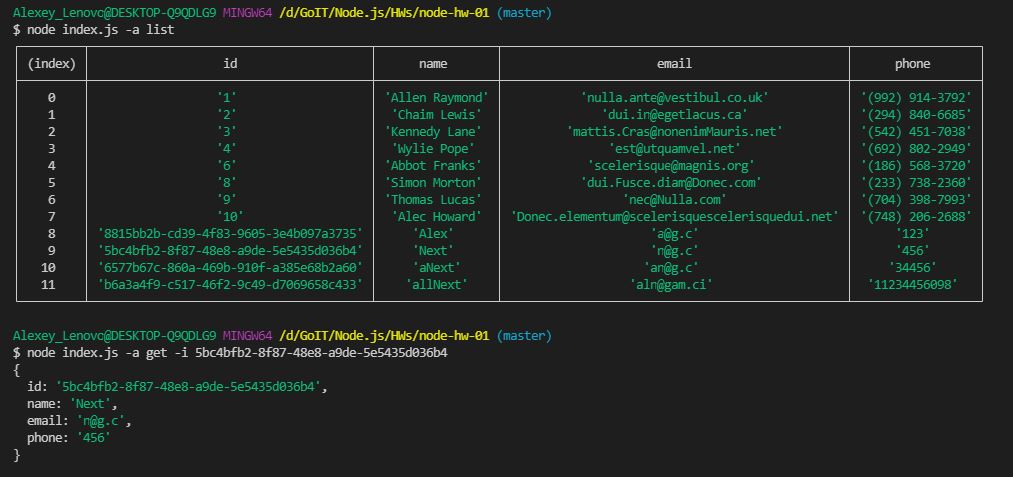 Alexey_Lenovo@DESKTOP-Q9QDLG9 MINGW64 /d/GoIT/Node.js/HWs/node-hw-01 (master)
$ node index.js -a list
(index) id name email phone
0 '1' 'Allen Raymond' 'nulla.ante@vestibul.co.uk' '(992) 914-3792'
1 '2' 'Chaim Lewis' 'dui.in@egetlacus.ca' '(294) 840-6685'
2 '3' 'Kennedy Lane' 'mattis.Cras@nonenimMauris.net' '(542) 451-7038'
3 '4' 'Wylie Pope' 'est@utquamvel.net' '(692) 802-2949'
4 '6' 'Abbot Franks' 'scelerisque@magnis.org' '(186) 568-3720'
5 '8' 'Simon Morton' 'dui.Fusce.diam@Donec.com' '(233) 738-2360'
6 '9' 'Thomas Lucas' 'nec@Nulla.com' '(704) 398-7993'
7 '10' 'Alec Howard' 'Donec.elementum@scelerisquescelerisquedui.net' '(748) 206-2688'
8 '8815bb2b-cd39-4f83-9605-3e4b097a3735' 'Alex' 'a@g.c' '123'
9 '5bc4bfb2-8f87-48e8-a9de-5e5435d036b4' 'Next' 'n@g.c' '456'
10 '6577b67c-860a-469b-910f-a385e68b2a60' 'aNext' 'an@g.c' '34456'
11 'b6a3a4f9-c517-46f2-9c49-d7069658c433' 'allNext' 'aln@gam.ci' '11234456098'
Alexey_Lenovo@DESKTOP-Q9QDLG9 MINGW64 /d/GoIT/Node.js/HWs/node-hw-01 (master)
$ node index.js -a get -i 5bc4bfb2-8f87-48e8-a9de-5e5435d036b4
{
id: '5bc4bfb2-8f87-48e8-a9de-5e5435d036b4',
name: 'Next',
email: 'n@g.c',
phone: '456'
}